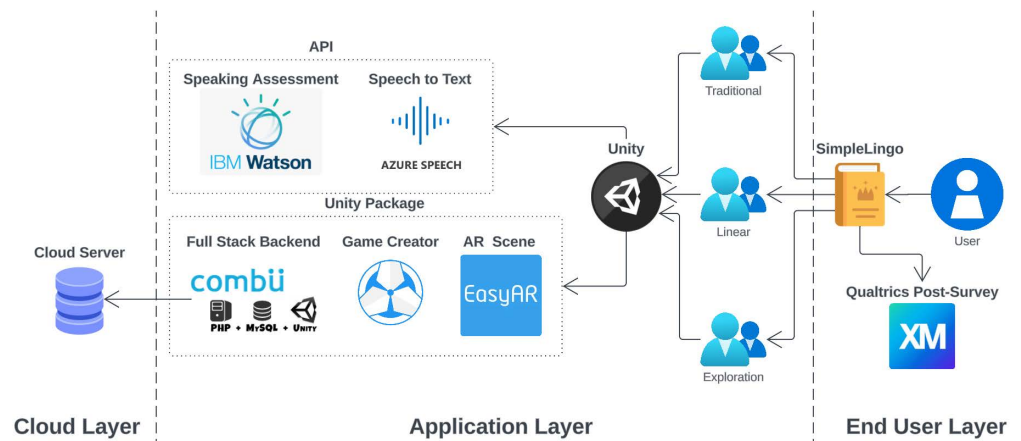 API
Speaking Assessment
Speech to Text
IBM Watson
AZURE SPEECH
Unity Package
Full Stack Backend
Game Creator
AR Scene
combü
PHP + MySQL + Unity
EasyAR
Cloud Server
Unity
Traditional
Linear
Exploration
SimpleLingo
User
Qualtrics Post-Survey
XM
Cloud Layer
Application Layer
End User Layer